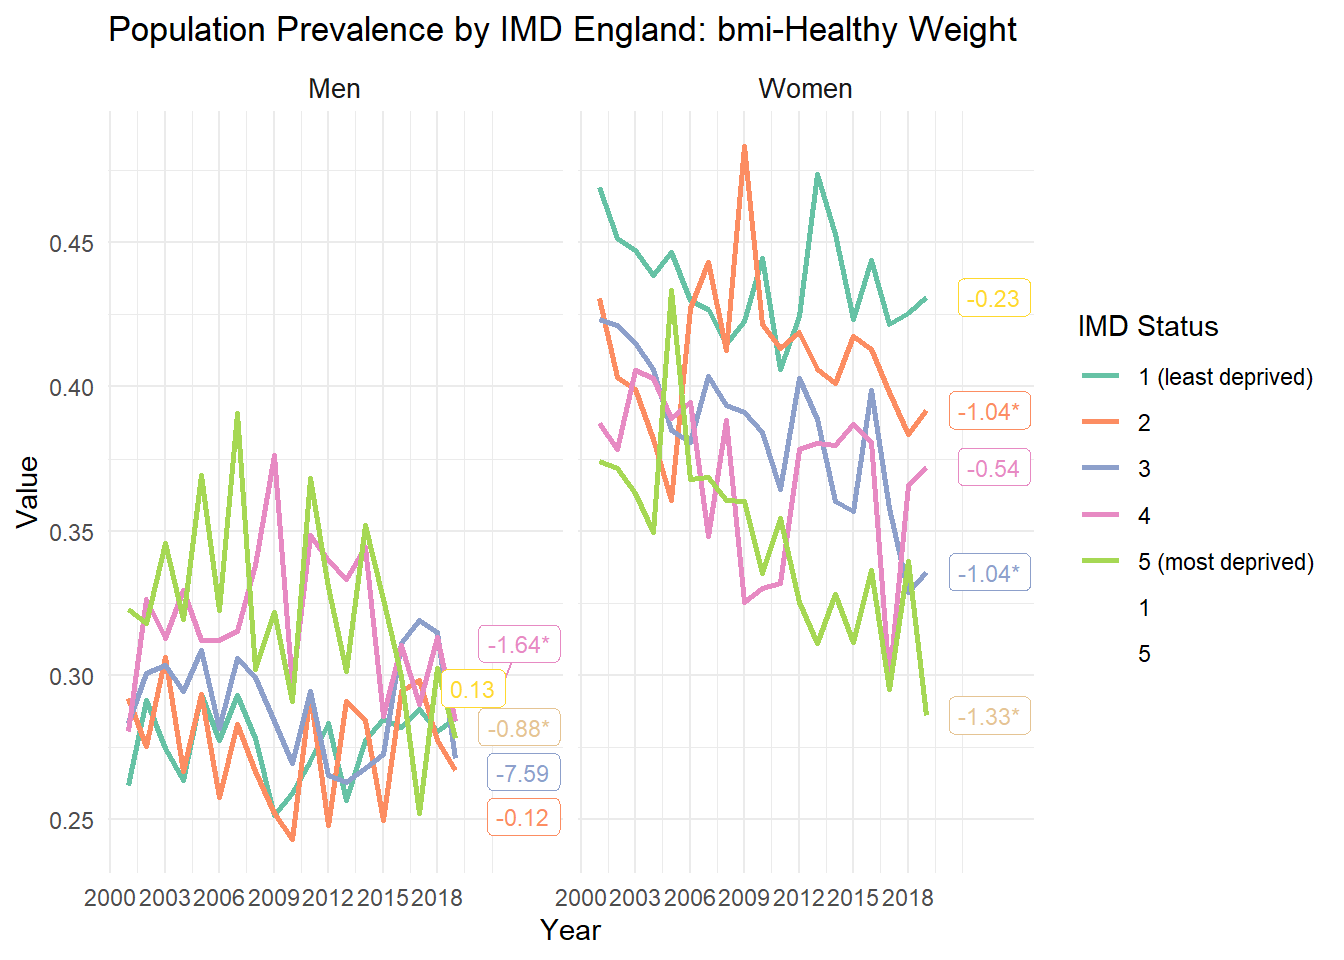 Population Prevalence by IMD England: bmi-Healthy Weight
Men
Women
Value
0.45
0.40
0.35
0.30
0.25
-1.64*
0.13
-0.88*
-7.59
-0.12
-0.23
-1.04*
-0.54
-1.04*
-1.33*
2000 2003 2006 2009 2012 2015 2018
2000 2003 2006 2009 2012 2015 2018
Year
IMD Status
1 (least deprived)
2
3
4
5 (most deprived)
1
5